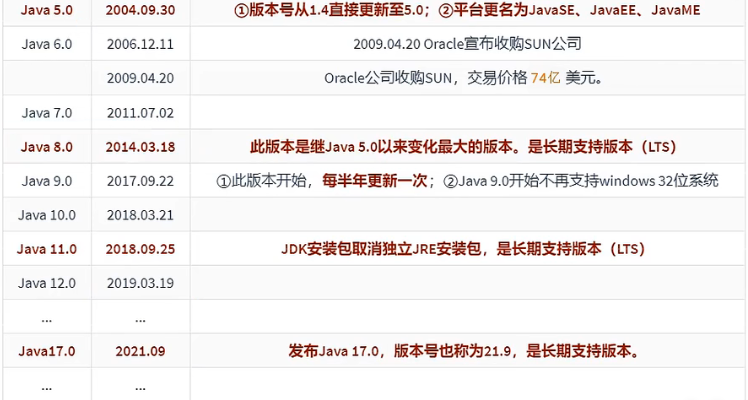 Java 5.0 2004.09.30 ①版本号从1.4直接更新至5.0；②平台更名为JavaSE、JavaEE、JavaME
Java 6.0 2006.12.11 2009.04.20 Oracle宣布收购SUN公司
2009.04.20 Oracle公司收购SUN，交易价格 74亿 美元。
Java 7.0 2011.07.02
Java 8.0 2014.03.18 此版本是继Java 5.0以来变化最大的版本。是长期支持版本（LTS）
Java 9.0 2017.09.22 ①此版本开始，每半年更新一次；②Java 9.0开始不再支持windows 32位系统
Java 10.0 2018.03.21
Java 11.0 2018.09.25 JDK安装包取消独立JRE安装包，是长期支持版本（LTS）
Java 12.0 2019.03.19
... ...
Java17.0 2021.09 发布Java 17.0，版本号也称为21.9，是长期支持版本。
... ...